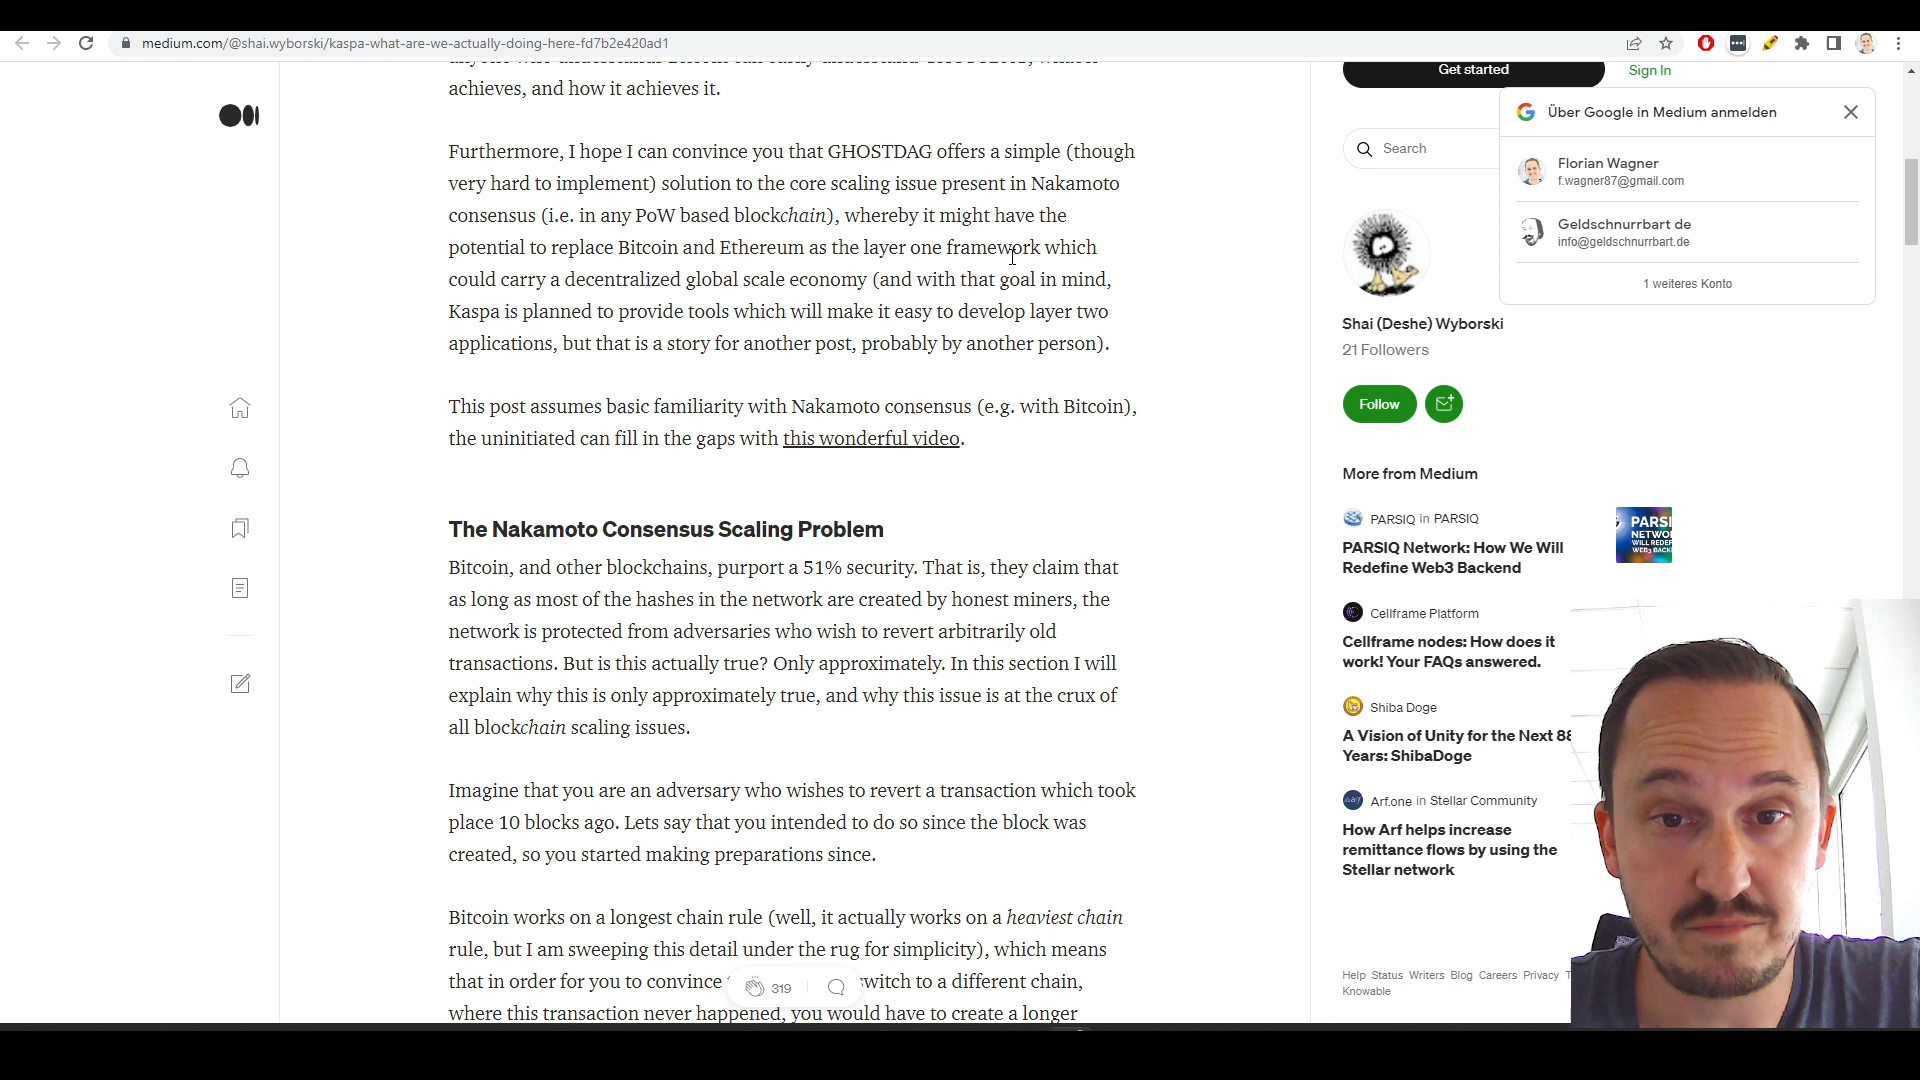 medium.com/@shai.wyborski/kaspa-what-are-we-actually-doing-here-fd7b2e420ad1
achieves, and how it achieves it.
Furthermore, I hope I can convince you that GHOSTDAG offers a simple (though
very hard to implement) solution to the core scaling issue present in Nakamoto
consensus (i.e. in any PoW based blockchain), whereby it might have the
potential to replace Bitcoin and Ethereum as the layer one framework which
could carry a decentralized global scale economy (and with that goal in mind,
Kaspa is planned to provide tools which will make it easy to develop layer two
applications, but that is a story for another post, probably by another person).
This post assumes basic familiarity with Nakamoto consensus (e.g. with Bitcoin),
the uninitiated can fill in the gaps with this wonderful video.
The Nakamoto Consensus Scaling Problem
Bitcoin, and other blockchains, purport a 51% security. That is, they claim that
as long as most of the hashes in the network are created by honest miners, the
network is protected from adversaries who wish to revert arbitrarily old
transactions. But is this actually true? Only approximately. In this section I will
explain why this is only approximately true, and why this issue is at the crux of
all blockchain scaling issues.
Imagine that you are an adversary who wishes to revert a transaction which took
place 10 blocks ago. Lets say that you intended to do so since the block was
created, so you started making preparations since.
Bitcoin works on a longest chain rule (well, it actually works on a heaviest chain
rule, but I am sweeping this detail under the rug for simplicity), which means
that in order for you to convince switch to a different chain,
where this transaction never happened, you would have to create a longer
319
Get started
Sign In
Search
Über Google in Medium anmelden
Florian Wagner
f.wagner87@gmail.com
Geldschnurrbart de
info@geldschnurrbart.de
1 weiteres Konto
Shai (Deshe) Wyborski
21 Followers
Follow
More from Medium
PARSIQ in PARSIQ
PARSIQ Network: How We Will
Redefine Web3 Backend
PARSI
NETWO
WILL REDEF
WEB3 BACK
Cellframe Platform
Cellframe nodes: How does it
work! Your FAQs answered.
Shiba Doge
A Vision of Unity for the Next 88
Years: ShibaDoge
Arf.one in Stellar Community
How Arf helps increase
remittance flows by using the
Stellar network
Help Status Writers Blog Careers Privacy T
Knowable